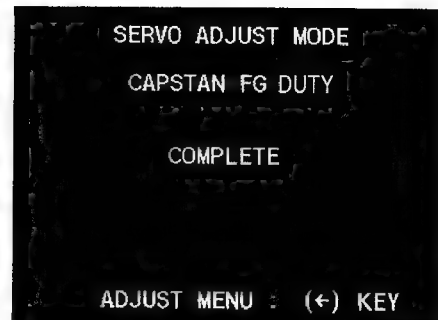 SERVO ADJUST MODE
CAPSTAN FG DUTY
COMPLETE
ADJUST MENU : (←) KEY